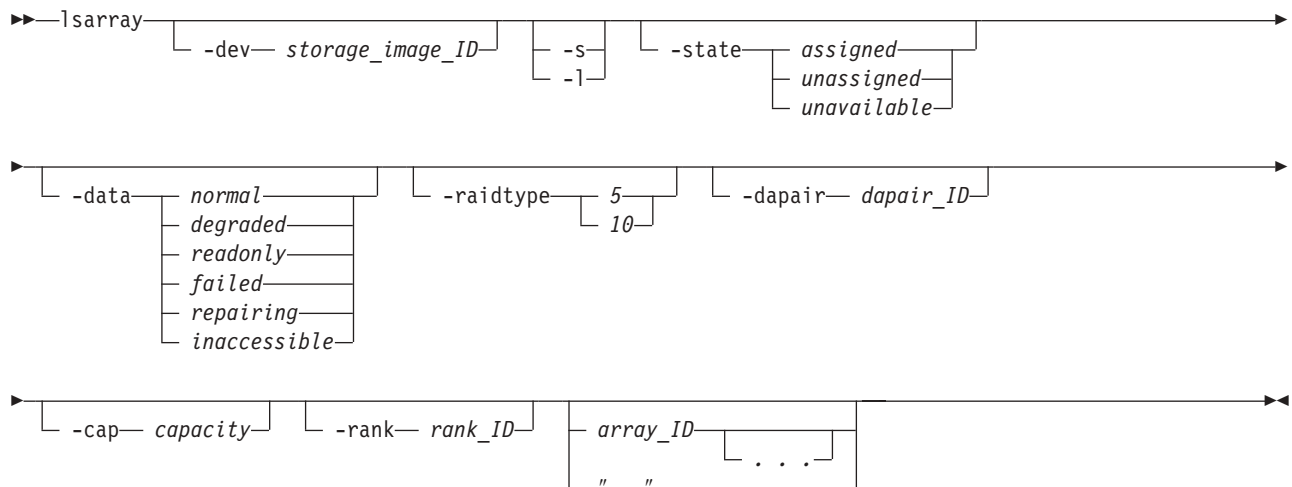 lsarray -dev storage_image_ID -s -state assigned
-l unassigned
unavailable
-data normal -raidtype 5 -dapair dapair_ID
degraded 10
readonly
failed
repairing
inaccessible
-cap capacity -rank rank_ID array_ID
. . .
" "